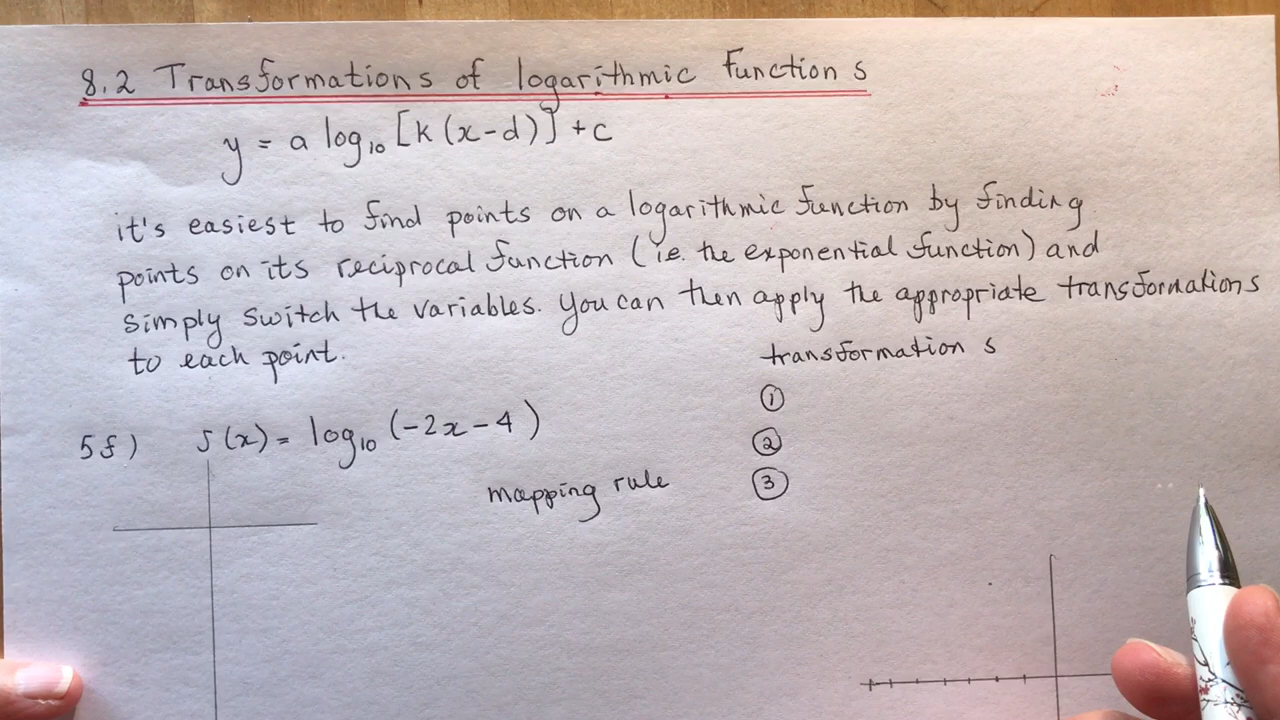 8.2 Transformations of logarithmic Functions
y = a log₁₀ [k(x-d)] + c
it's easiest to find points on a logarithmic function by finding
points on its reciprocal function (i.e. the exponential function) and
simply switch the variables. You can then apply the appropriate transformations
to each point.
transformations
①
5f) f(x) = log₁₀ (-2x-4)
②
mapping rule
③